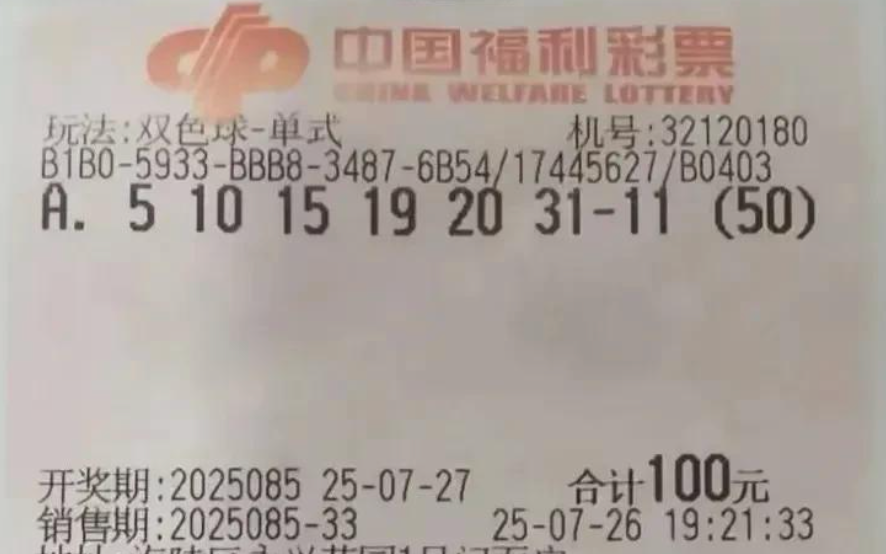 中国福利彩票
CHINA WELFARE LOTTERY
玩法:双色球-单式 机号:32120180
B1B0-5933-BBB8-3487-6B54/17445627/B0403
A. 5 10 15 19 20 31-11 (50)
开奖期:2025085 25-07-27 合计100元
销售期:2025085-33 25-07-26 19:21:33